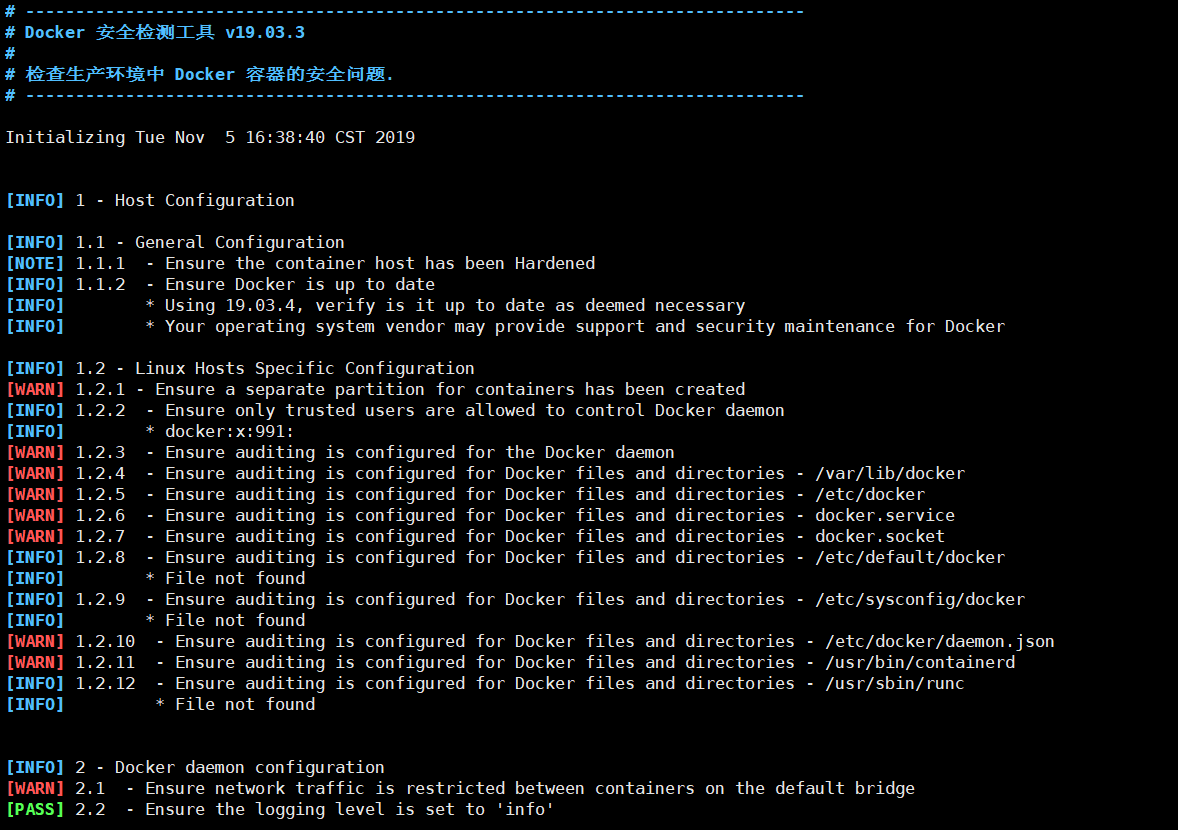 # ------------------------------------------------------------------------------
# Docker 安全检测工具 v19.03.3
#
# 检查生产环境中 Docker 容器的安全问题.
# ------------------------------------------------------------------------------
Initializing Tue Nov  5 16:38:40 CST 2019
[INFO] 1 - Host Configuration
[INFO] 1.1 - General Configuration
[NOTE] 1.1.1  - Ensure the container host has been Hardened
[INFO] 1.1.2  - Ensure Docker is up to date
[INFO]        * Using 19.03.4, verify is it up to date as deemed necessary
[INFO]        * Your operating system vendor may provide support and security maintenance for Docker
[INFO] 1.2 - Linux Hosts Specific Configuration
[WARN] 1.2.1 - Ensure a separate partition for containers has been created
[INFO] 1.2.2  - Ensure only trusted users are allowed to control Docker daemon
[INFO]        * docker:x:991:
[WARN] 1.2.3  - Ensure auditing is configured for the Docker daemon
[WARN] 1.2.4  - Ensure auditing is configured for Docker files and directories - /var/lib/docker
[WARN] 1.2.5  - Ensure auditing is configured for Docker files and directories - /etc/docker
[WARN] 1.2.6  - Ensure auditing is configured for Docker files and directories - docker.service
[WARN] 1.2.7  - Ensure auditing is configured for Docker files and directories - docker.socket
[INFO] 1.2.8  - Ensure auditing is configured for Docker files and directories - /etc/default/docker
[INFO]        * File not found
[INFO] 1.2.9  - Ensure auditing is configured for Docker files and directories - /etc/sysconfig/docker
[INFO]        * File not found
[WARN] 1.2.10  - Ensure auditing is configured for Docker files and directories - /etc/docker/daemon.json
[WARN] 1.2.11  - Ensure auditing is configured for Docker files and directories - /usr/bin/containerd
[INFO] 1.2.12  - Ensure auditing is configured for Docker files and directories - /usr/sbin/runc
[INFO]         * File not found
[INFO] 2 - Docker daemon configuration
[WARN] 2.1  - Ensure network traffic is restricted between containers on the default bridge
[PASS] 2.2  - Ensure the logging level is set to 'info'